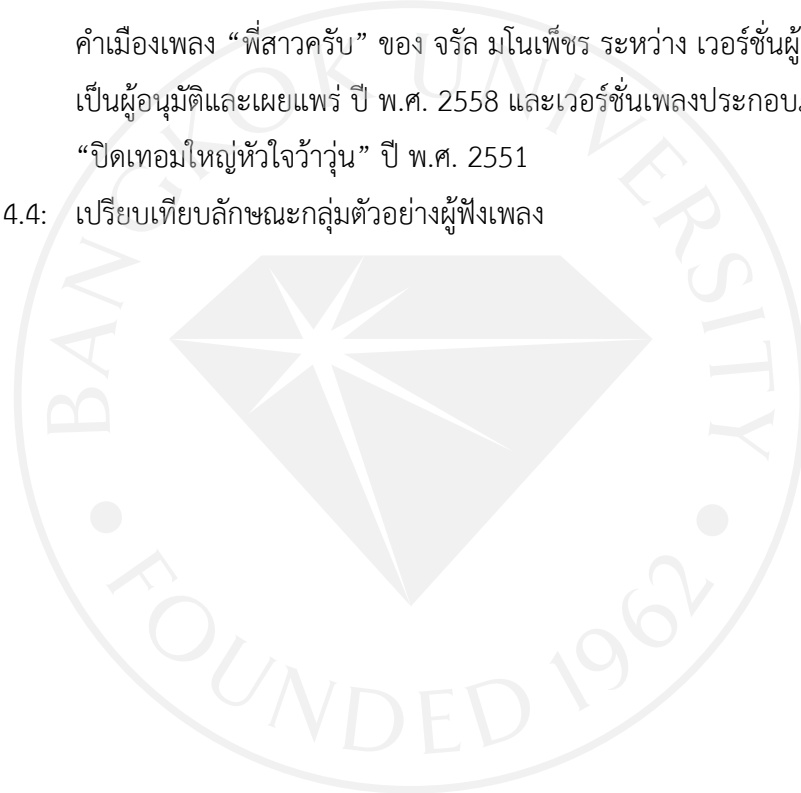 คำเมืองเพลง “พี่สาวครับ” ของ จรัล มโนเพ็ชร ระหว่าง เวอร์ชั่นผู้
เป็นผู้อนุมัติและเผยแพร่ ปี พ.ศ. 2558 และเวอร์ชั่นเพลงประกอบ
“ปิดเทอมใหญ่หัวใจว้าวุ่น” ปี พ.ศ. 2551
4.4: เปรียบเทียบลักษณะกลุ่มตัวอย่างผู้ฟังเพลง
BANGKOK UNIVERSITY
• FOUNDED 1962 •